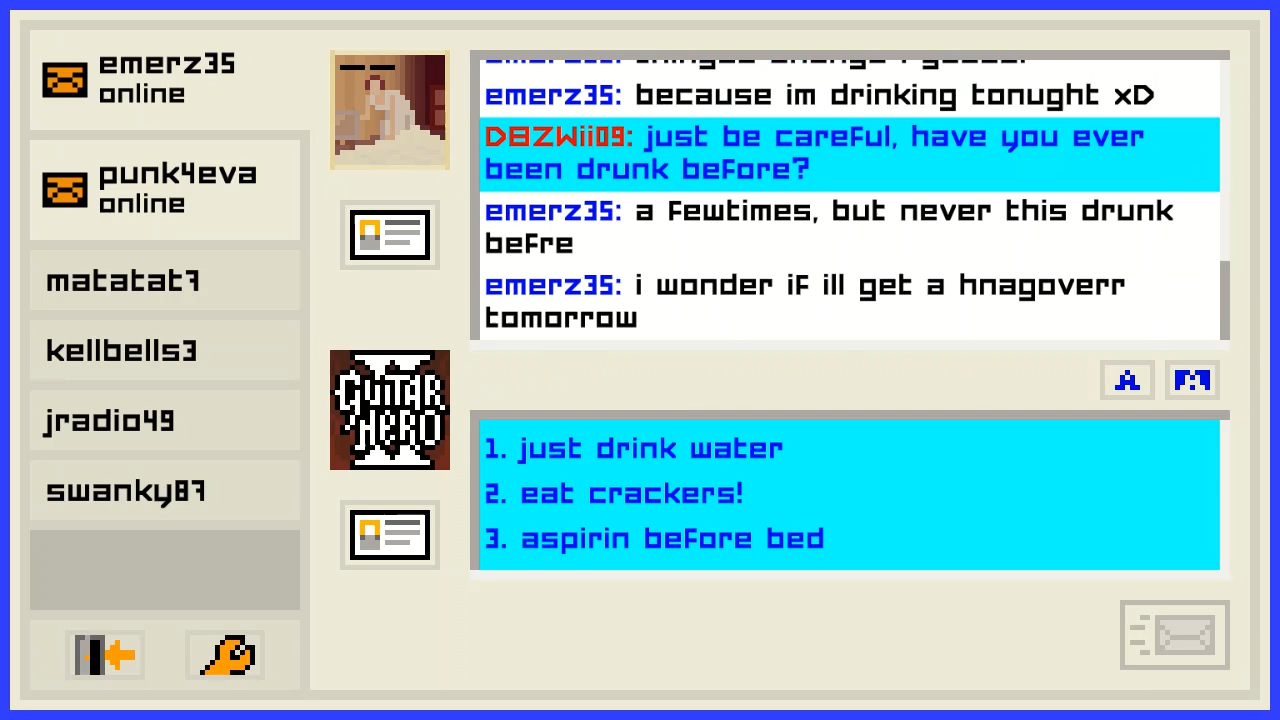 emerz35
online
punk4eva
online
matatat7
kellbells3
jradio49
swanky87
emerz35:
emerz35: because im drinking tonught xD
DBZWii09: just be careful, have you ever
been drunk before?
emerz35: a fewtimes, but never this drunk
befre
emerz35: i wonder if ill get a hnagoverr
tomorrow
GUITAR
HERO
A
M
1. just drink water
2. eat crackers!
3. aspirin before bed